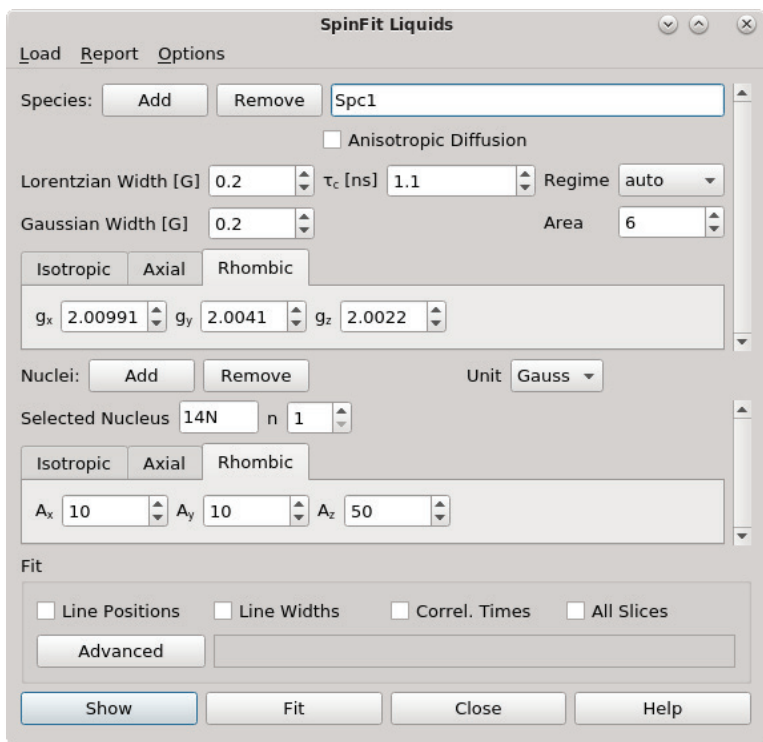 SpinFit Liquids
Load Report Options
Species: Add Remove Spc1
Anisotropic Diffusion
Lorentzian Width [G] 0.2 τc [ns] 1.1 Regime auto
Gaussian Width [G] 0.2 Area 6
Isotropic Axial Rhombic
gx 2.00991 gy 2.0041 gz 2.0022
Nuclei: Add Remove Unit Gauss
Selected Nucleus 14N n 1
Isotropic Axial Rhombic
Ax 10 Ay 10 Az 50
Fit
Line Positions Line Widths Correl. Times All Slices
Advanced
Show Fit Close Help